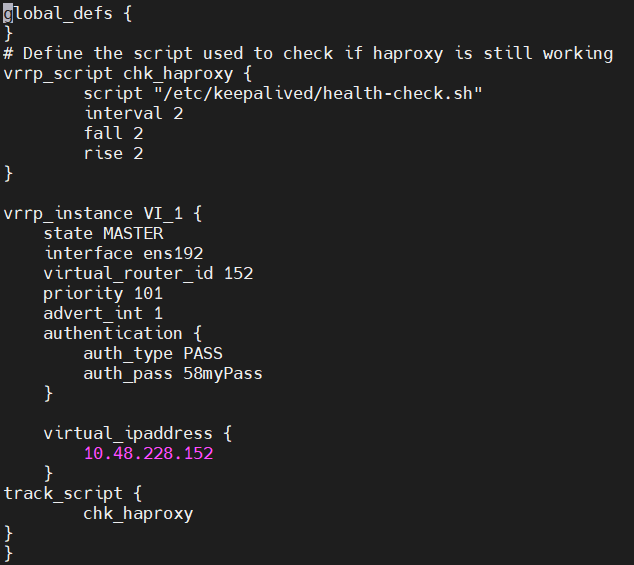 global_defs {
}
# Define the script used to check if haproxy is still working
vrrp_script chk_haproxy {
        script "/etc/keepalived/health-check.sh"
        interval 2
        fall 2
        rise 2
}

vrrp_instance VI_1 {
    state MASTER
    interface ens192
    virtual_router_id 152
    priority 101
    advert_int 1
    authentication {
        auth_type PASS
        auth_pass 58myPass
    }

    virtual_ipaddress {
        10.48.228.152
    }
track_script {
        chk_haproxy
}
}